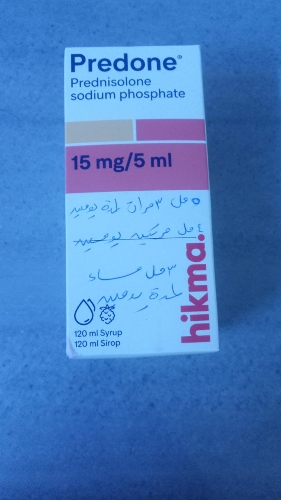 Predone®
Prednisolone
sodium phosphate
15 mg/5 ml
٥ مل ٣ مرات لمدة يومين
٤ مل مرتين يومين
٣ مل مساء
لمدة يومين
hikma.
120 ml Syrup
120 ml Sirop